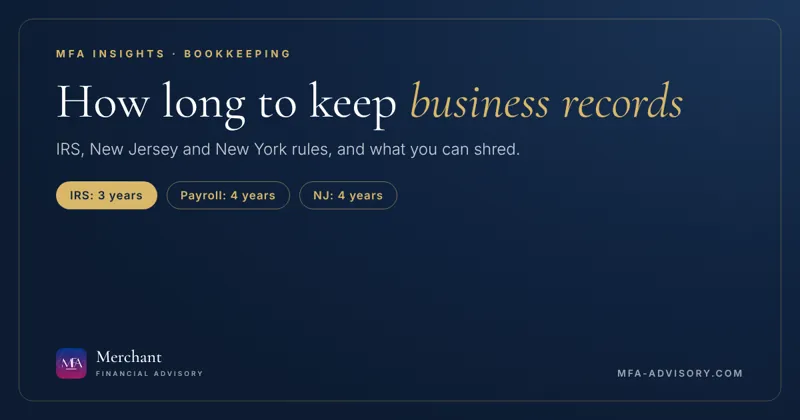 MFA INSIGHTS · BOOKKEEPING
How long to keep business records
IRS, New Jersey and New York rules, and what you can shred.
IRS: 3 years
Payroll: 4 years
NJ: 4 years
MFA
Merchant
FINANCIAL ADVISORY
MFA-ADVISORY.COM